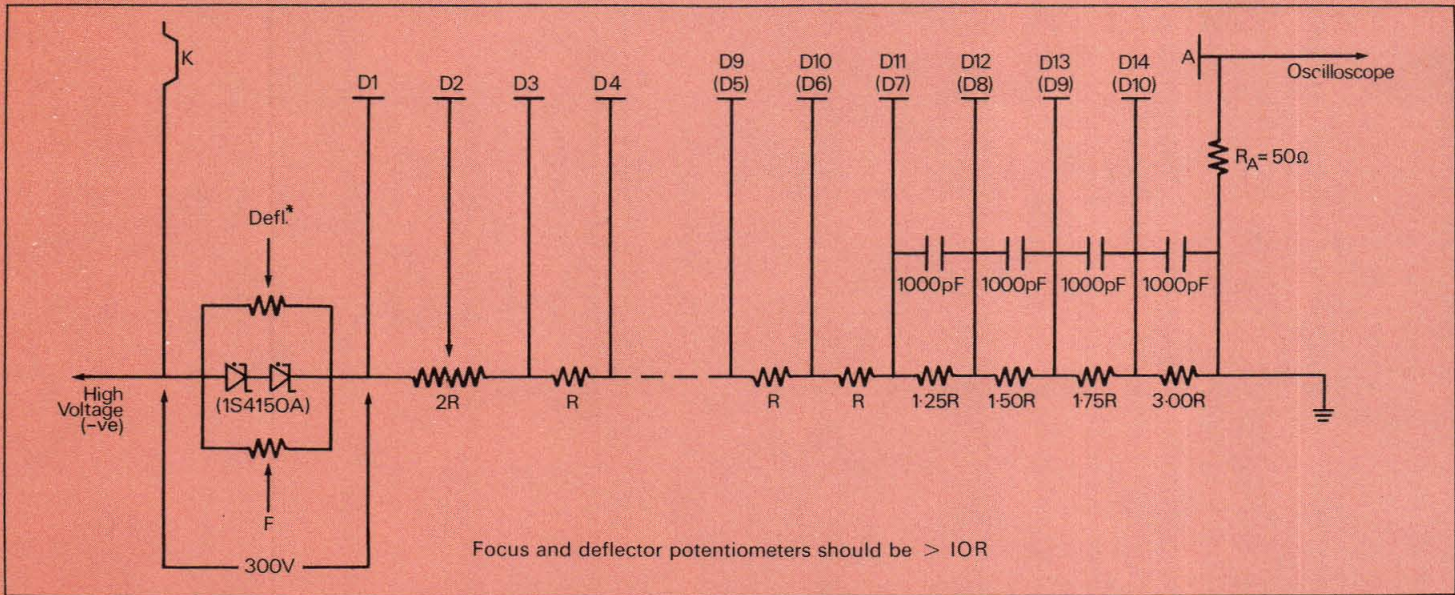 K
D1
D2
D3
D4
D9
(D5)
D10
(D6)
D11
(D7)
D12
(D8)
D13
(D9)
D14
(D10)
A
Oscilloscope
RA = 50Ω
Defl.*
1000pF
1000pF
1000pF
1000pF
High
Voltage
(-ve)
(1S4150A)
2R
R
R
R
1·25R
1·50R
1·75R
3·00R
F
300V
Focus and deflector potentiometers should be > 10R